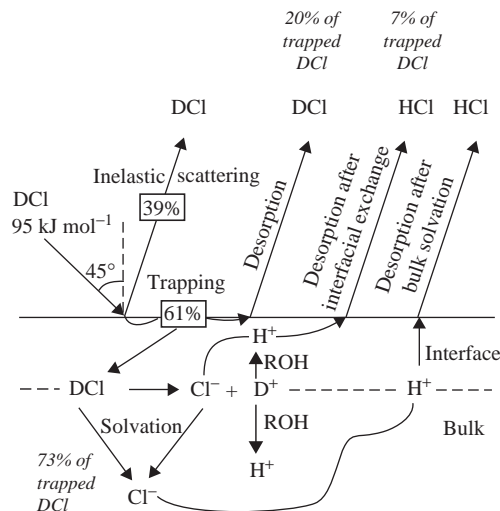 20% of
trapped
DCl
7% of
trapped
DCl
DCl
DCl
HCl
HCl
Inelastic scattering
39%
DCl
95 kJ mol⁻¹
45°
Trapping
61%
Desorption
Desorption after
interfacial exchange
Desorption after
bulk solvation
H⁺
ROH
Interface
DCl
Cl⁻ + D⁺
H⁺
Solvation
ROH
Bulk
73% of
trapped
DCl
H⁺
Cl⁻